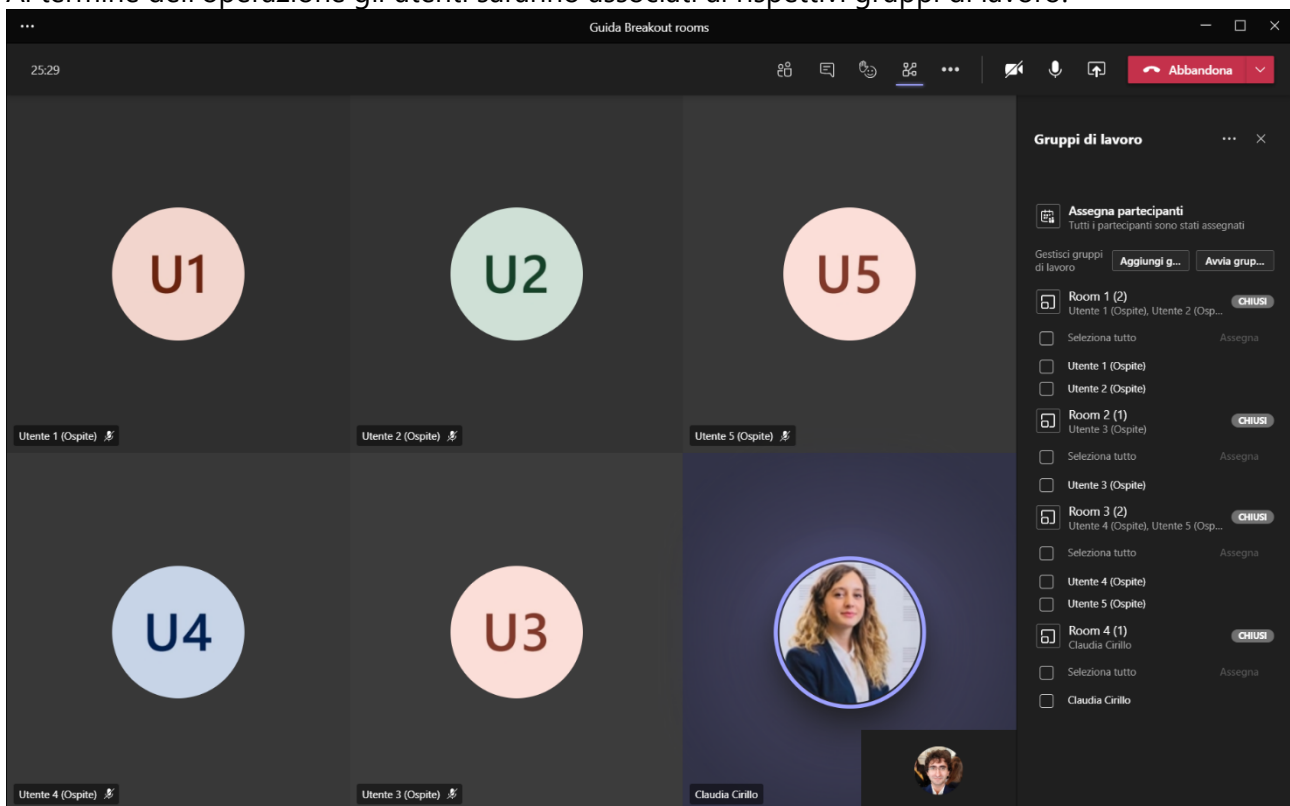 Al termine dell'operazione gli utenti saranno associati ai rispettivi gruppi di lavoro.
Guida Breakout rooms
25:29
Abbandona
U1
U2
U5
Utente 1 (Ospite)
Utente 2 (Ospite)
Utente 5 (Ospite)
U4
U3
Utente 4 (Ospite)
Utente 3 (Ospite)
Claudia Cirillo
Gruppi di lavoro
Assegna partecipanti
Tutti i partecipanti sono stati assegnati
Gestisci gruppi
di lavoro
Aggiungi g...
Avvia grup...
Room 1 (2)
CHIUSI
Utente 1 (Ospite), Utente 2 (Osp...
Seleziona tutto
Assegna
Utente 1 (Ospite)
Utente 2 (Ospite)
Room 2 (1)
CHIUSI
Utente 3 (Ospite)
Seleziona tutto
Assegna
Utente 3 (Ospite)
Room 3 (2)
CHIUSI
Utente 4 (Ospite), Utente 5 (Osp...
Seleziona tutto
Assegna
Utente 4 (Ospite)
Utente 5 (Ospite)
Room 4 (1)
CHIUSI
Claudia Cirillo
Seleziona tutto
Assegna
Claudia Cirillo